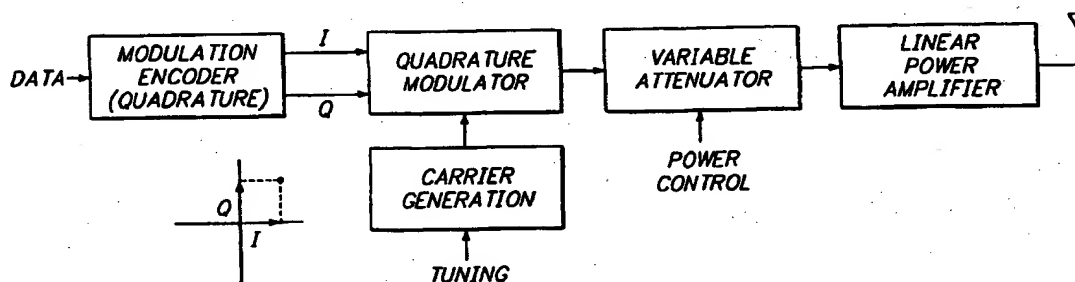 DATA
MODULATION
ENCODER
(QUADRATURE)
I
Q
QUADRATURE
MODULATOR
VARIABLE
ATTENUATOR
LINEAR
POWER
AMPLIFIER
CARRIER
GENERATION
POWER
CONTROL
Q
I
TUNING